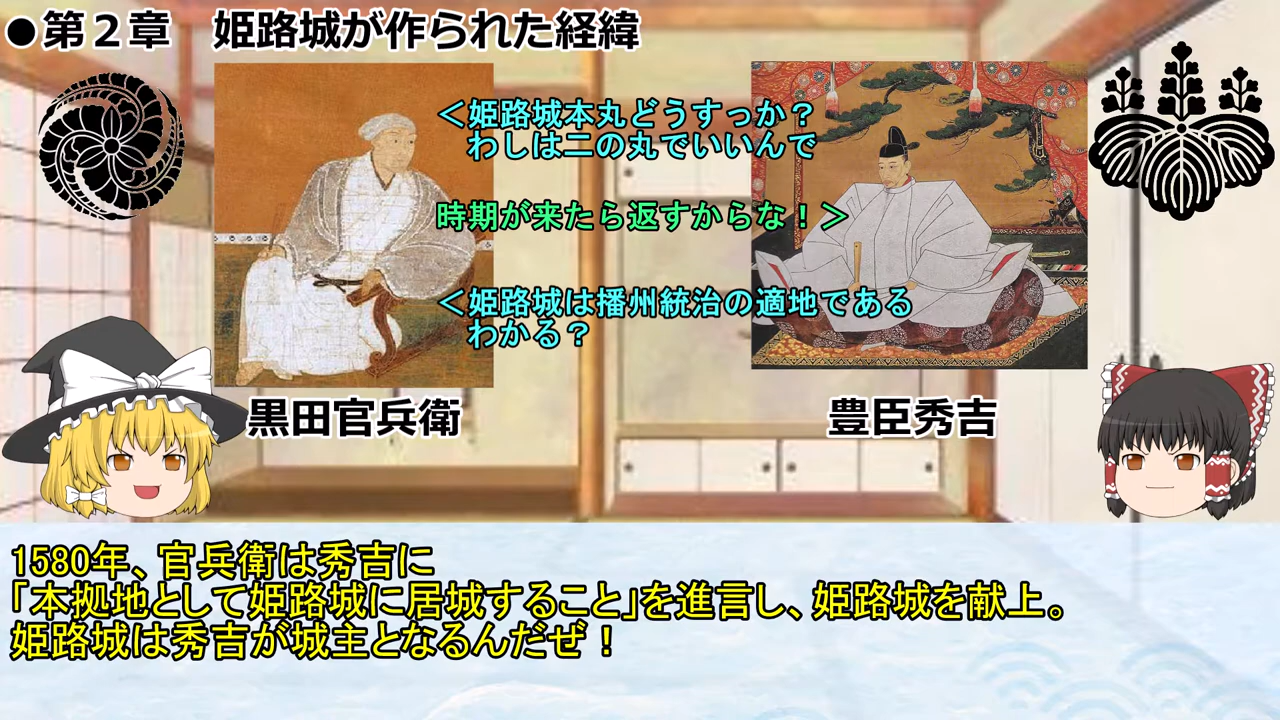 ●第２章　姫路城が作られた経緯
＜姫路城本丸どうすっか？
わしは二の丸でいいんで
時期が来たら返すからな！＞
＜姫路城は播州統治の適地である
わかる？
黒田官兵衛
豊臣秀吉
1580年、官兵衛は秀吉に
「本拠地として姫路城に居城すること」を進言し、姫路城を献上。
姫路城は秀吉が城主となるんだぜ！